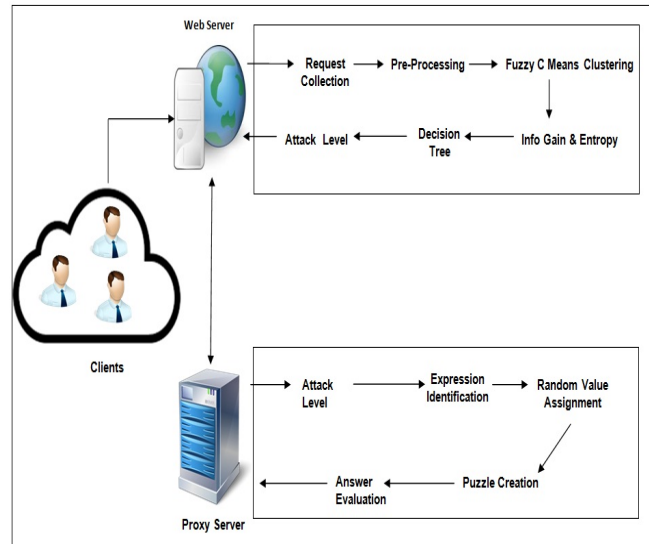 Web Server
Request
Collection
Pre-Processing
Fuzzy C Means Clustering
Attack Level
Decision
Tree
Info Gain & Entropy
Clients
Attack
Level
Expression
Identification
Random Value
Assignment
Answer
Evaluation
Puzzle Creation
Proxy Server